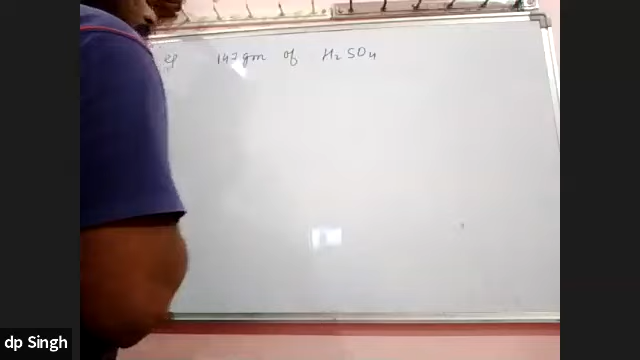 147 gm of H₂SO₄
dp Singh